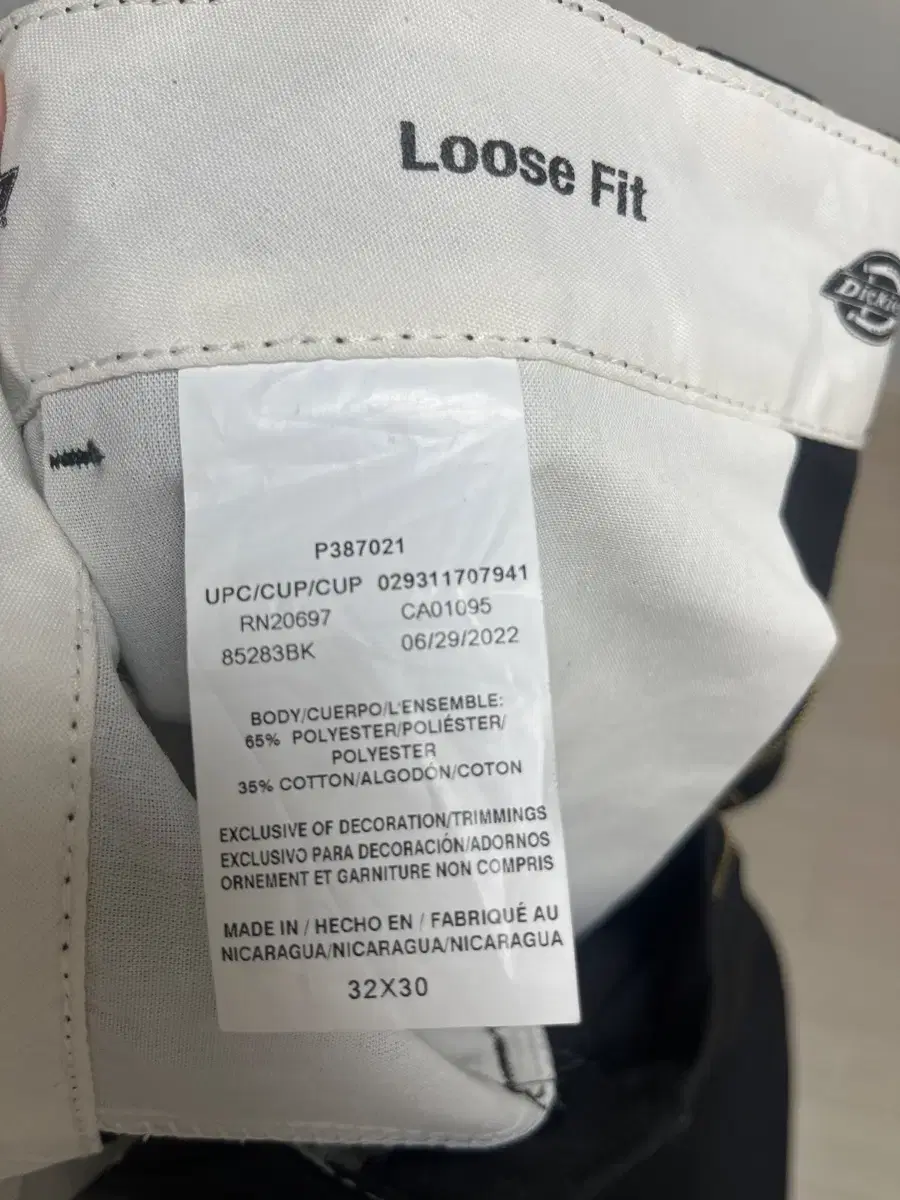 Loose Fit
Dickie
P387021
UPC/CUP/CUP 029311707941
RN20697 CA01095
85283BK 06/29/2022
BODY/CUERPO/L'ENSEMBLE:
65% POLYESTER/POLIÉSTER/
POLYESTER
35% COTTON/ALGODÓN/COTON
EXCLUSIVE OF DECORATION/TRIMMINGS
EXCLUSIVO PARA DECORACIÓN/ADORNOS
ORNEMENT ET GARNITURE NON COMPRIS
MADE IN / HECHO EN / FABRIQUÉ AU
NICARAGUA/NICARAGUA/NICARAGUA
32X30